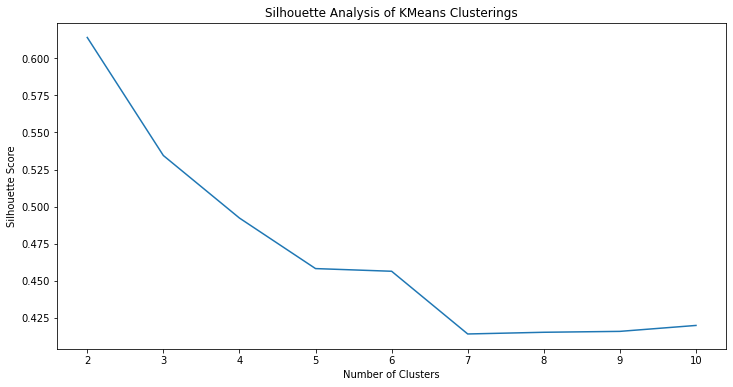 Silhouette Analysis of KMeans Clusterings
0.600
0.575
0.550
0.525
0.500
0.475
0.450
0.425
Silhouette Score
2 3 4 5 6 7 8 9 10
Number of Clusters